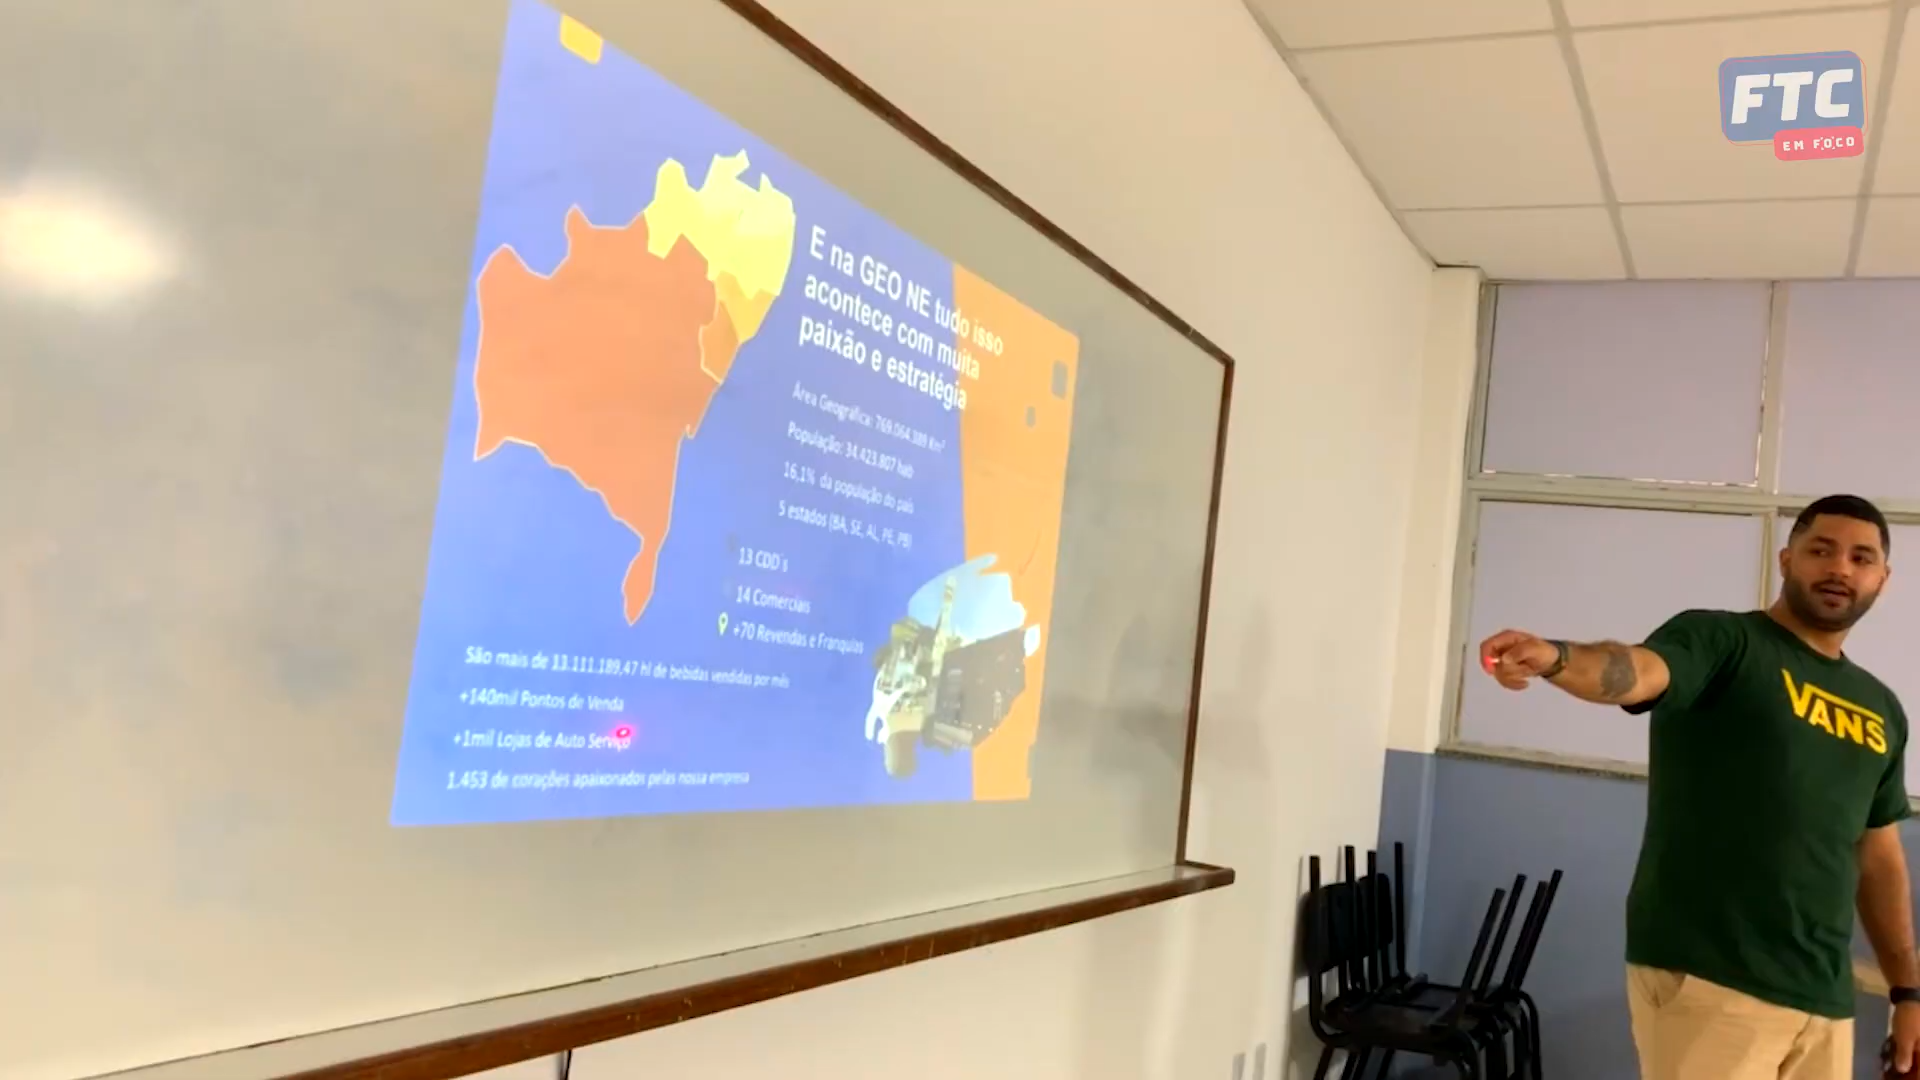 FTC
EM FOCO
E na GEO NE tudo isso
acontece com muita
paixão e estratégia
Área Geográfica: 769.064.389 Km²
População: 34.423.807 hab
16,1% da população do país
5 estados (BA, SE, AL, PE, PB)
13 CDD's
14 Comerciais
+70 Revendas e Franquias
São mais de 13.111.189,47 hl de bebidas vendidas por mês
+140mil Pontos de Venda
+1mil Lojas de Auto Serviço
1.453 de corações apaixonados pelas nossa empresa
VANS